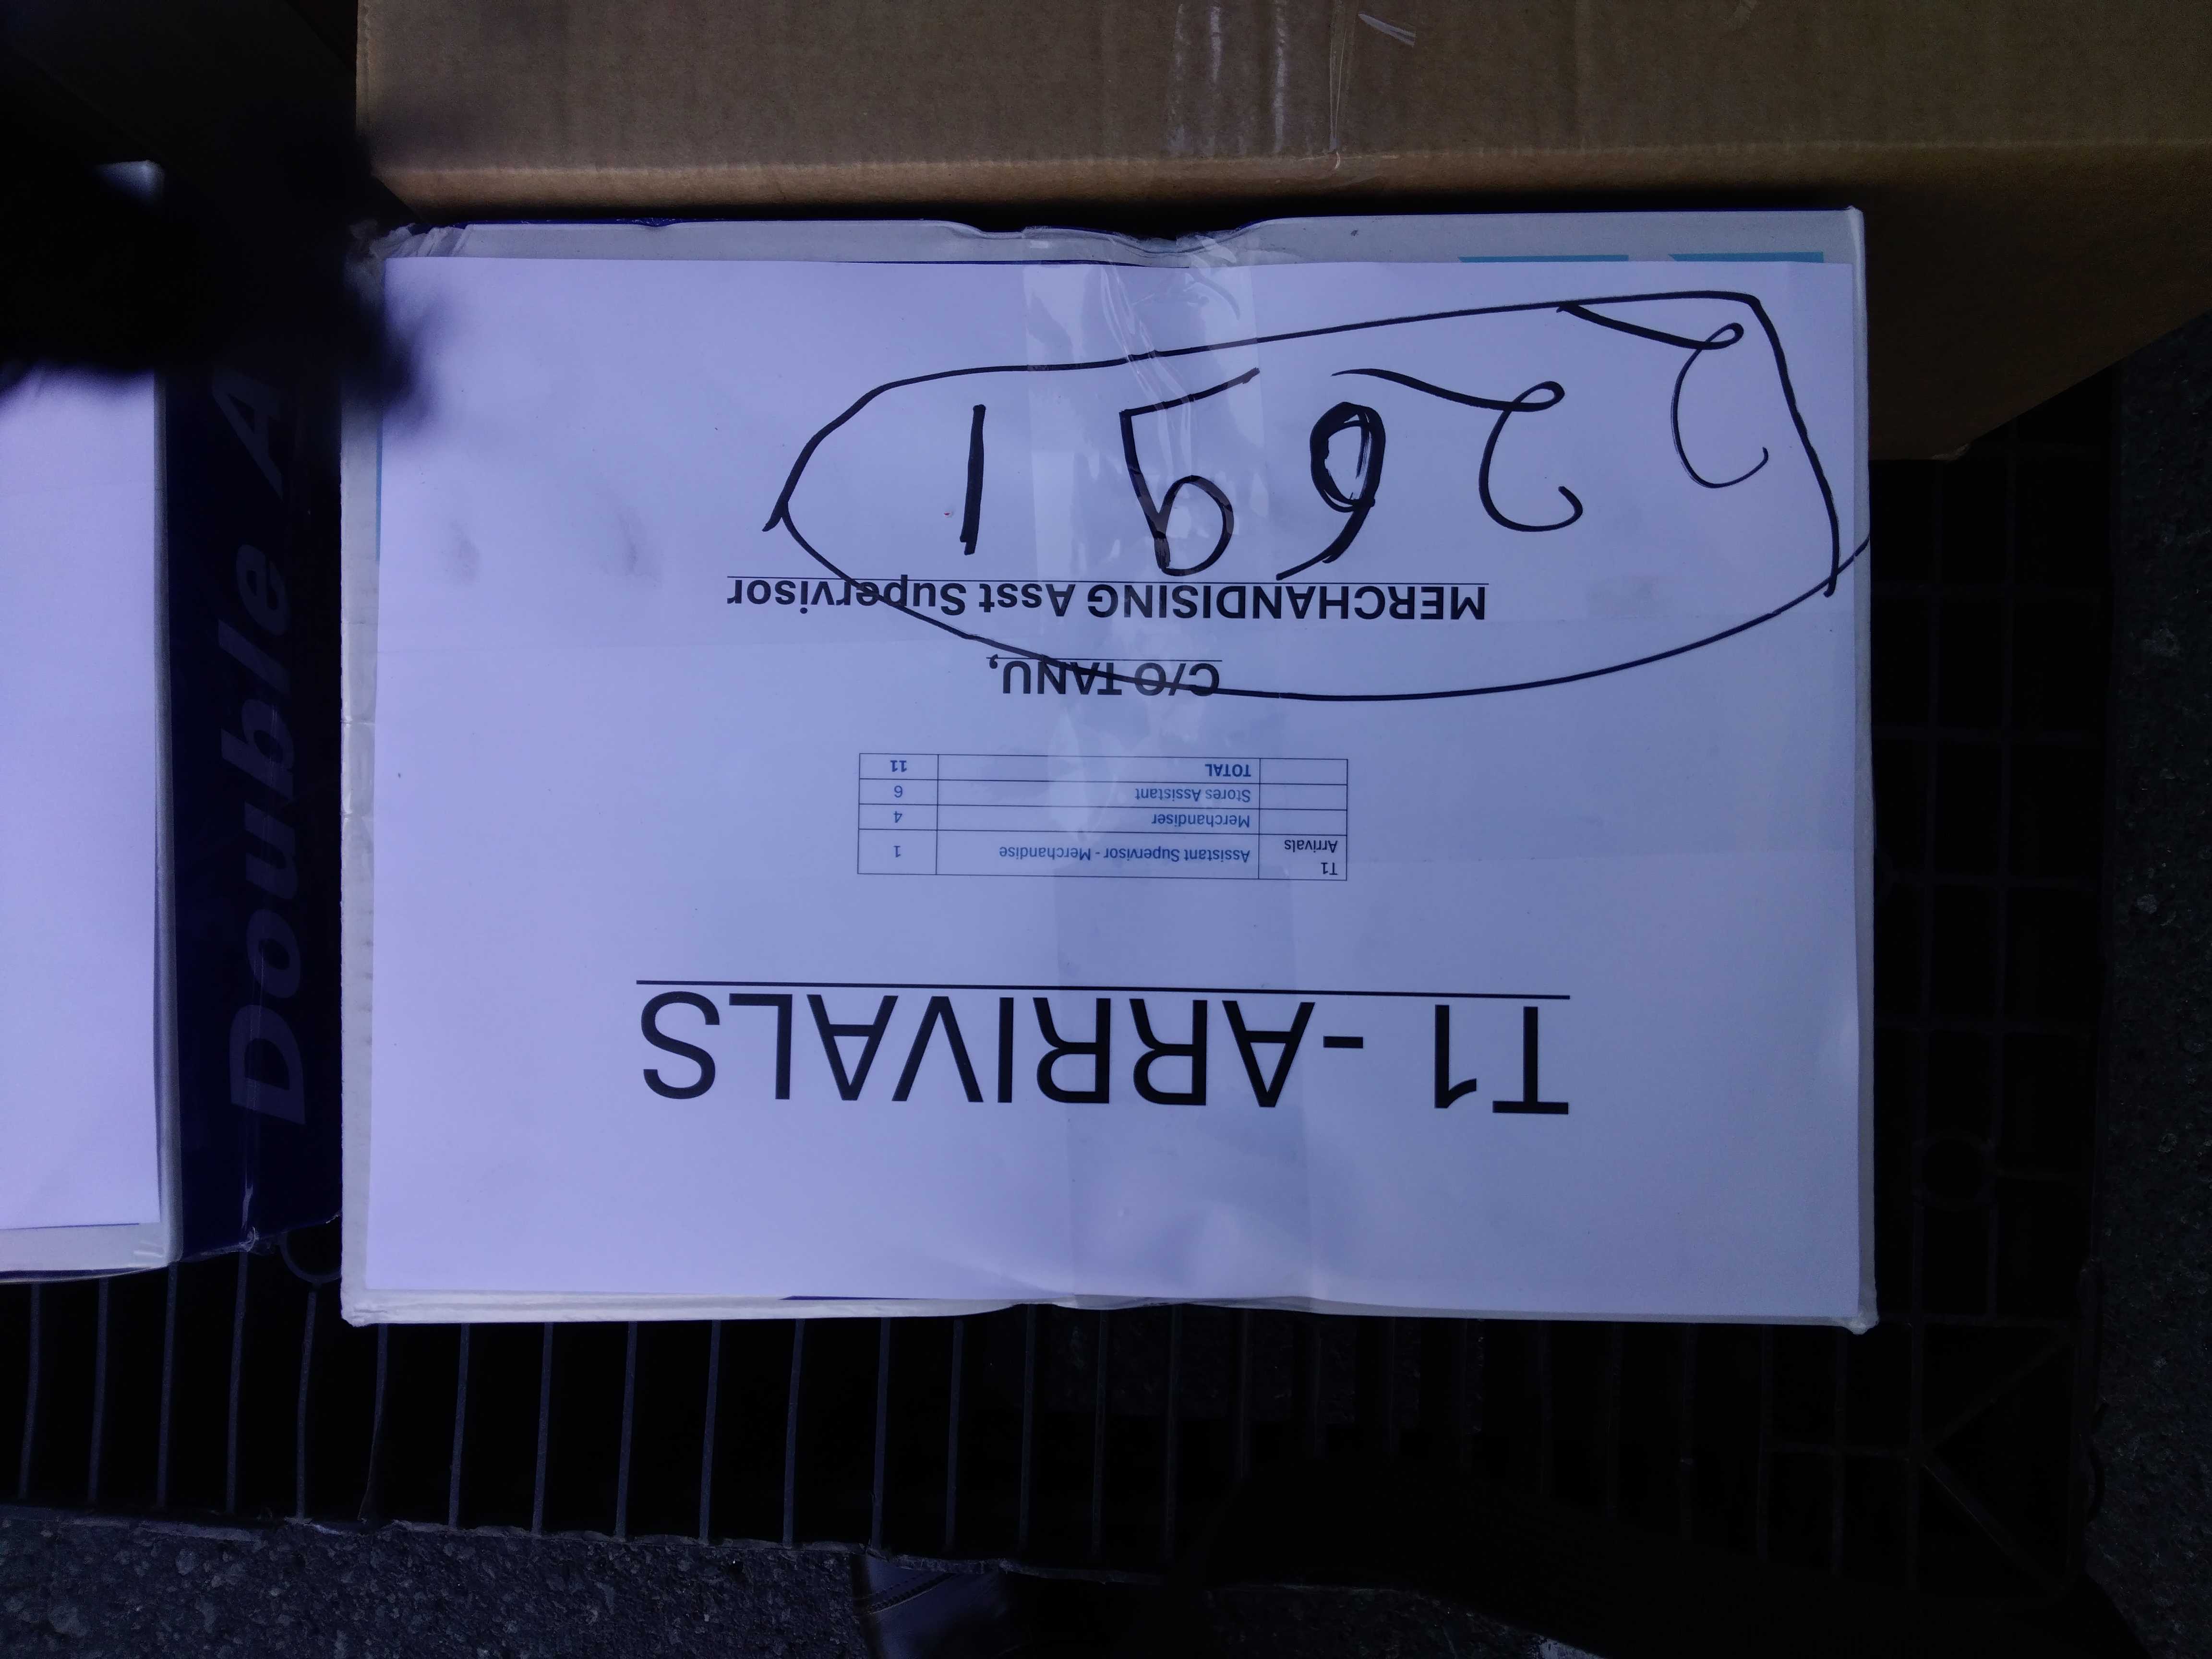 T1 -ARRIVALS
T1 Arrivals Assistant Supervisor - Merchandise 1
Merchandiser 4
Stores Assistant 6
TOTAL 11
C/O TANU,
MERCHANDISING Asst Supervisor
22691
Double A